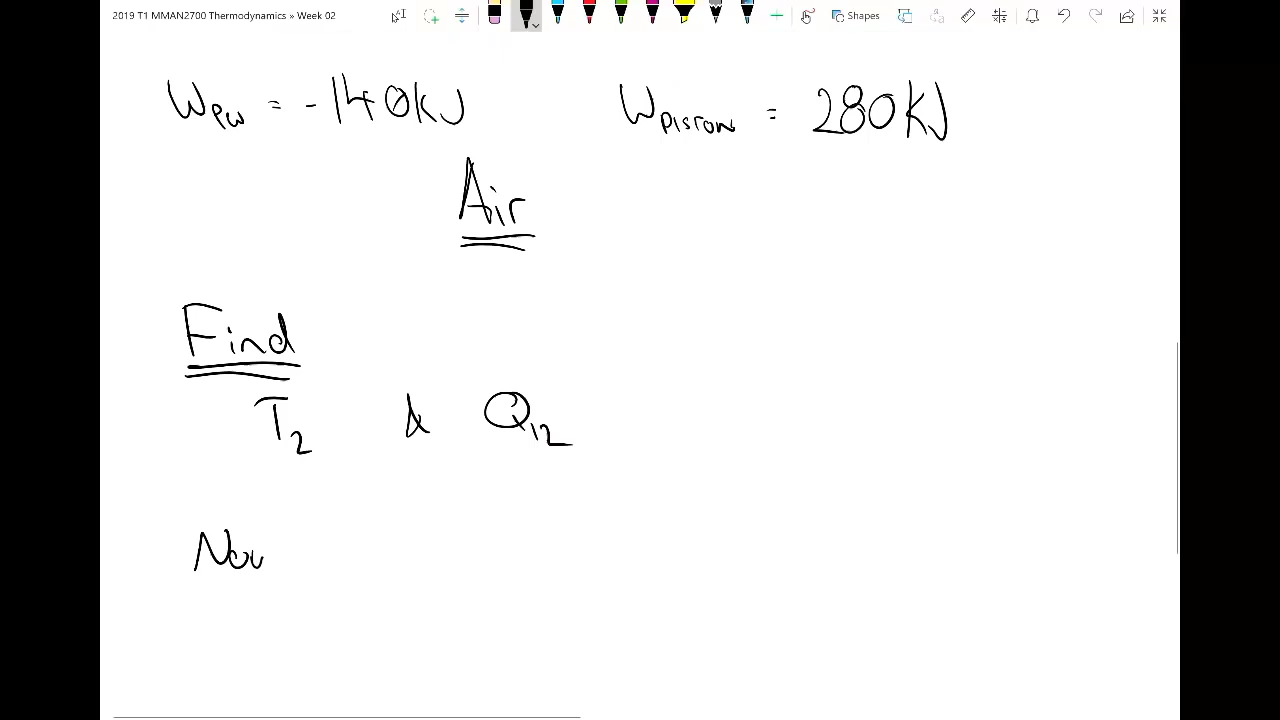 2019 T1 MMAN2700 Thermodynamics » Week 02
Shapes
W_PW = -140kJ W_PISTON = 280kJ
Air
Find
T_2 & Q_12
Now